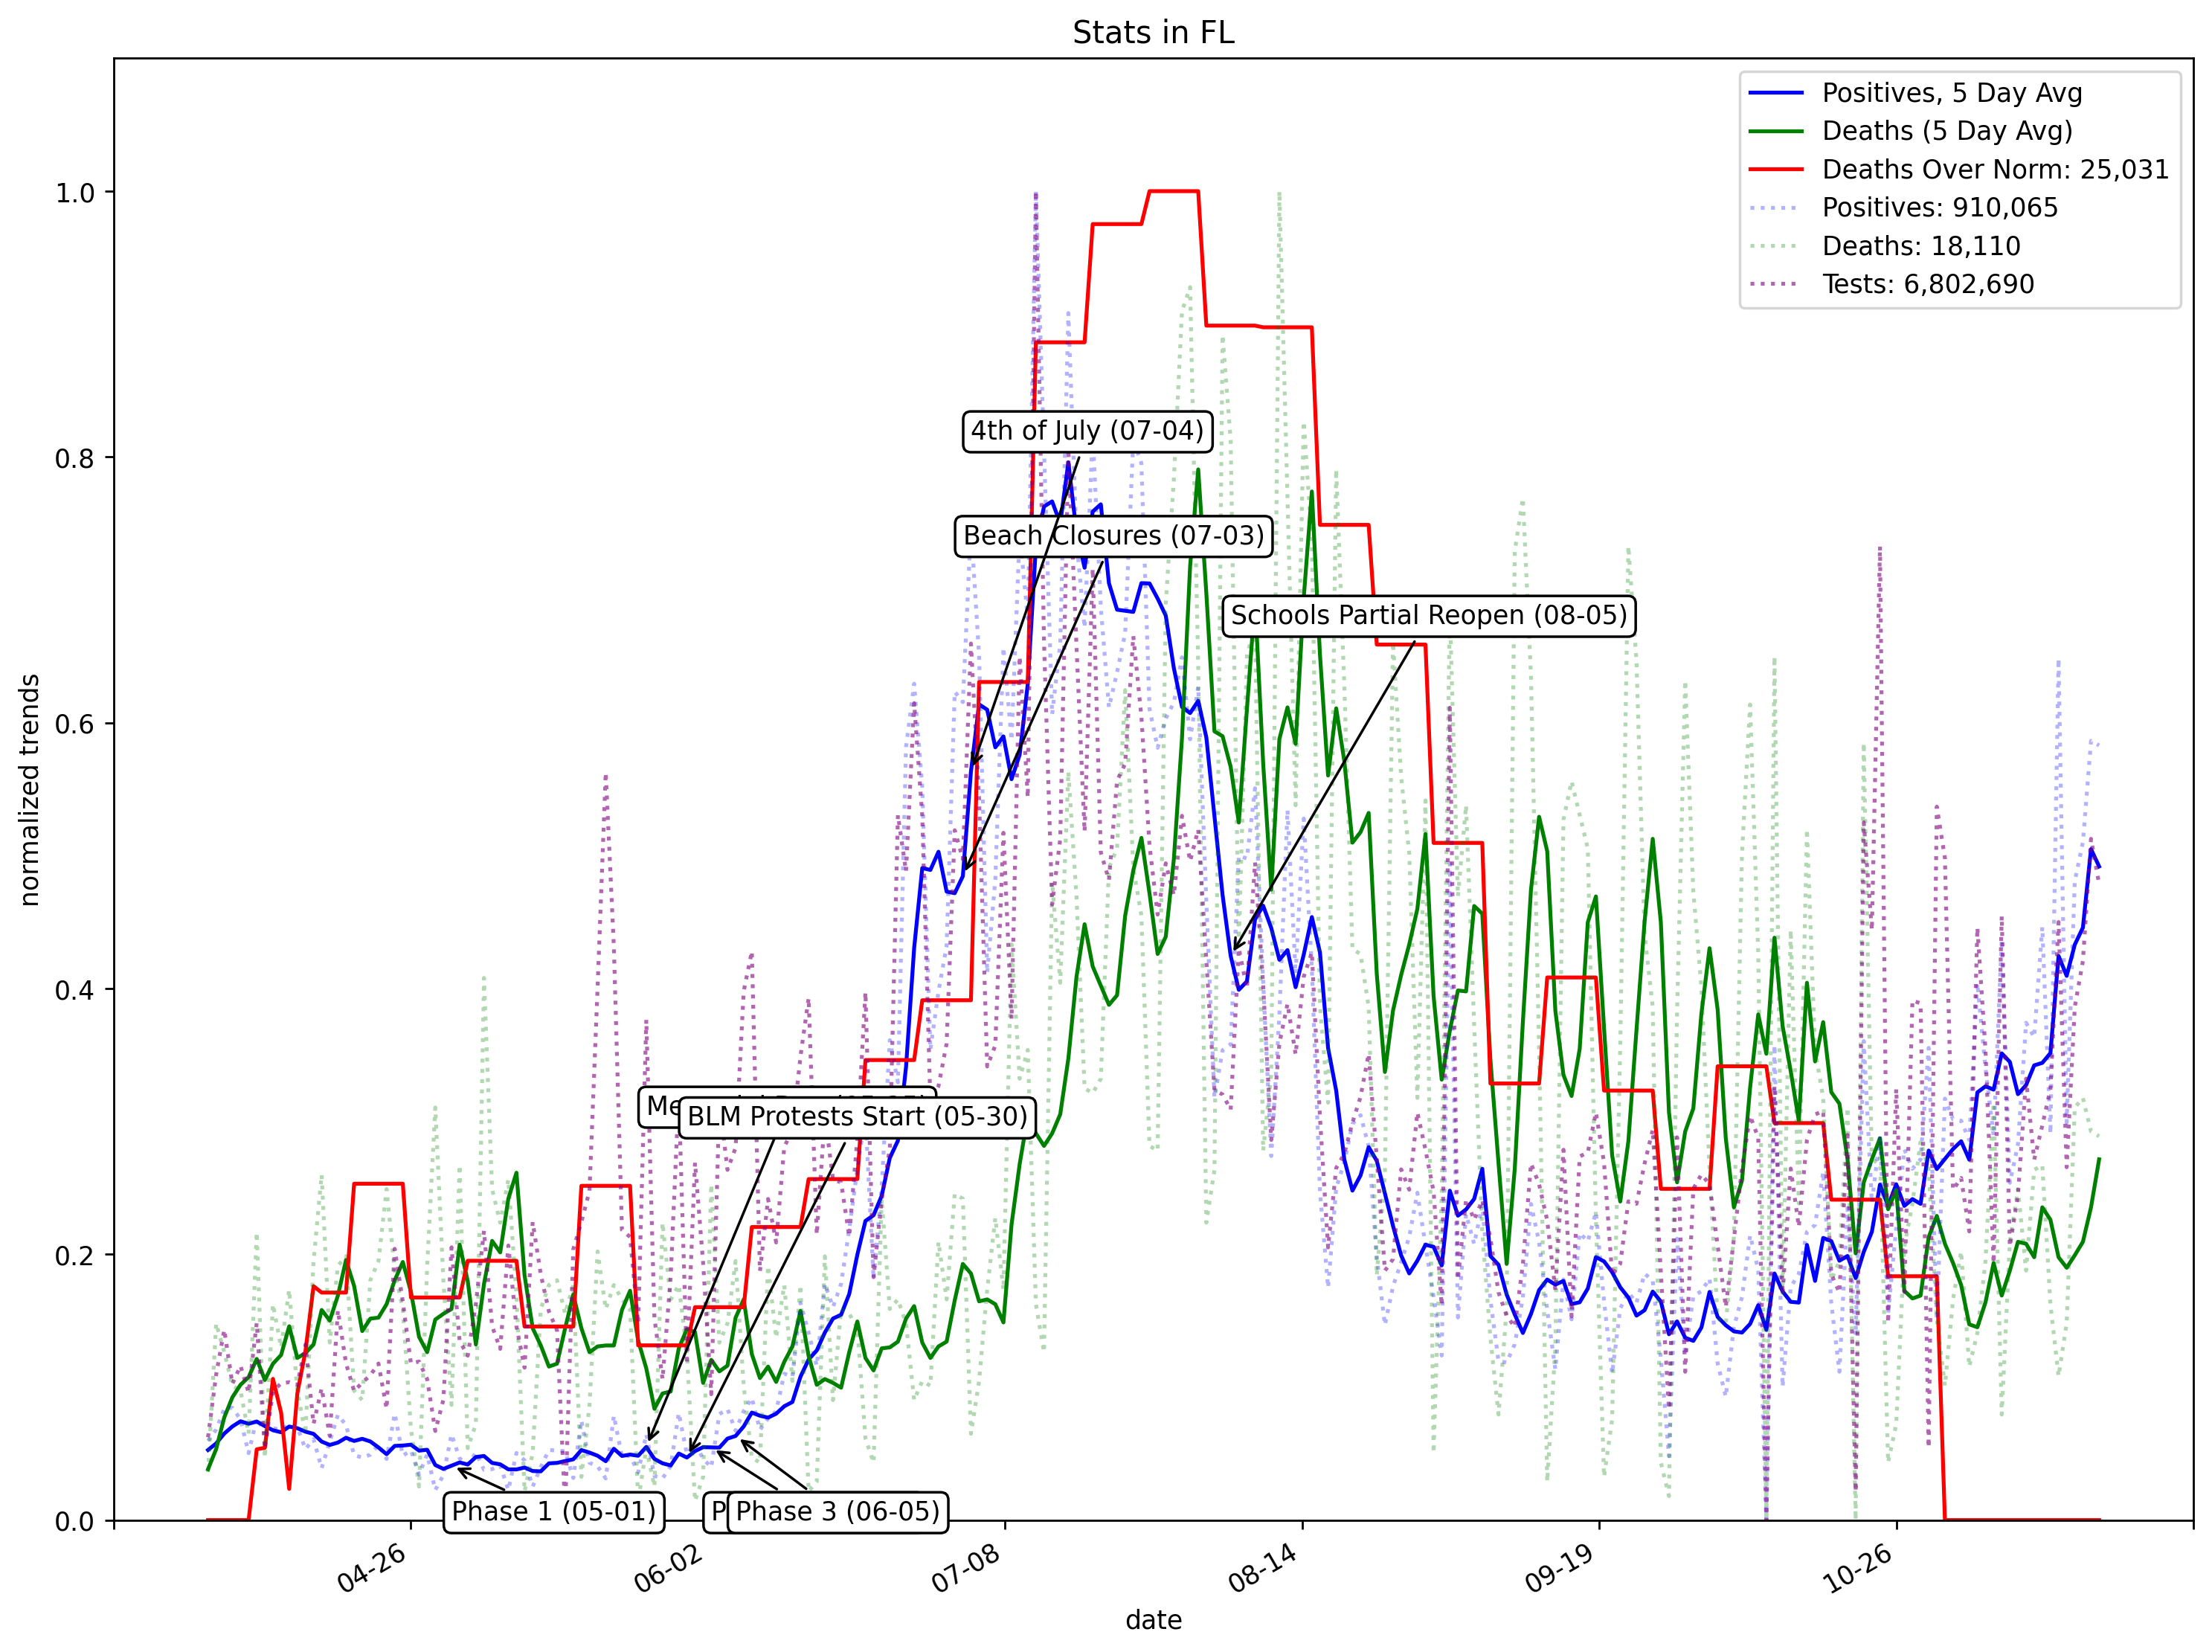 Stats in FL
Positives, 5 Day Avg
Deaths (5 Day Avg)
Deaths Over Norm: 25,031
Positives: 910,065
Deaths: 18,110
Tests: 6,802,690
1.0
0.8
0.6
0.4
0.2
0.0
normalized trends
4th of July (07-04)
Beach Closures (07-03)
Schools Partial Reopen (08-05)
BLM Protests Start (05-30)
Phase 1 (05-01)
Phase 3 (06-05)
04-26
06-02
07-08
08-14
09-19
10-26
date